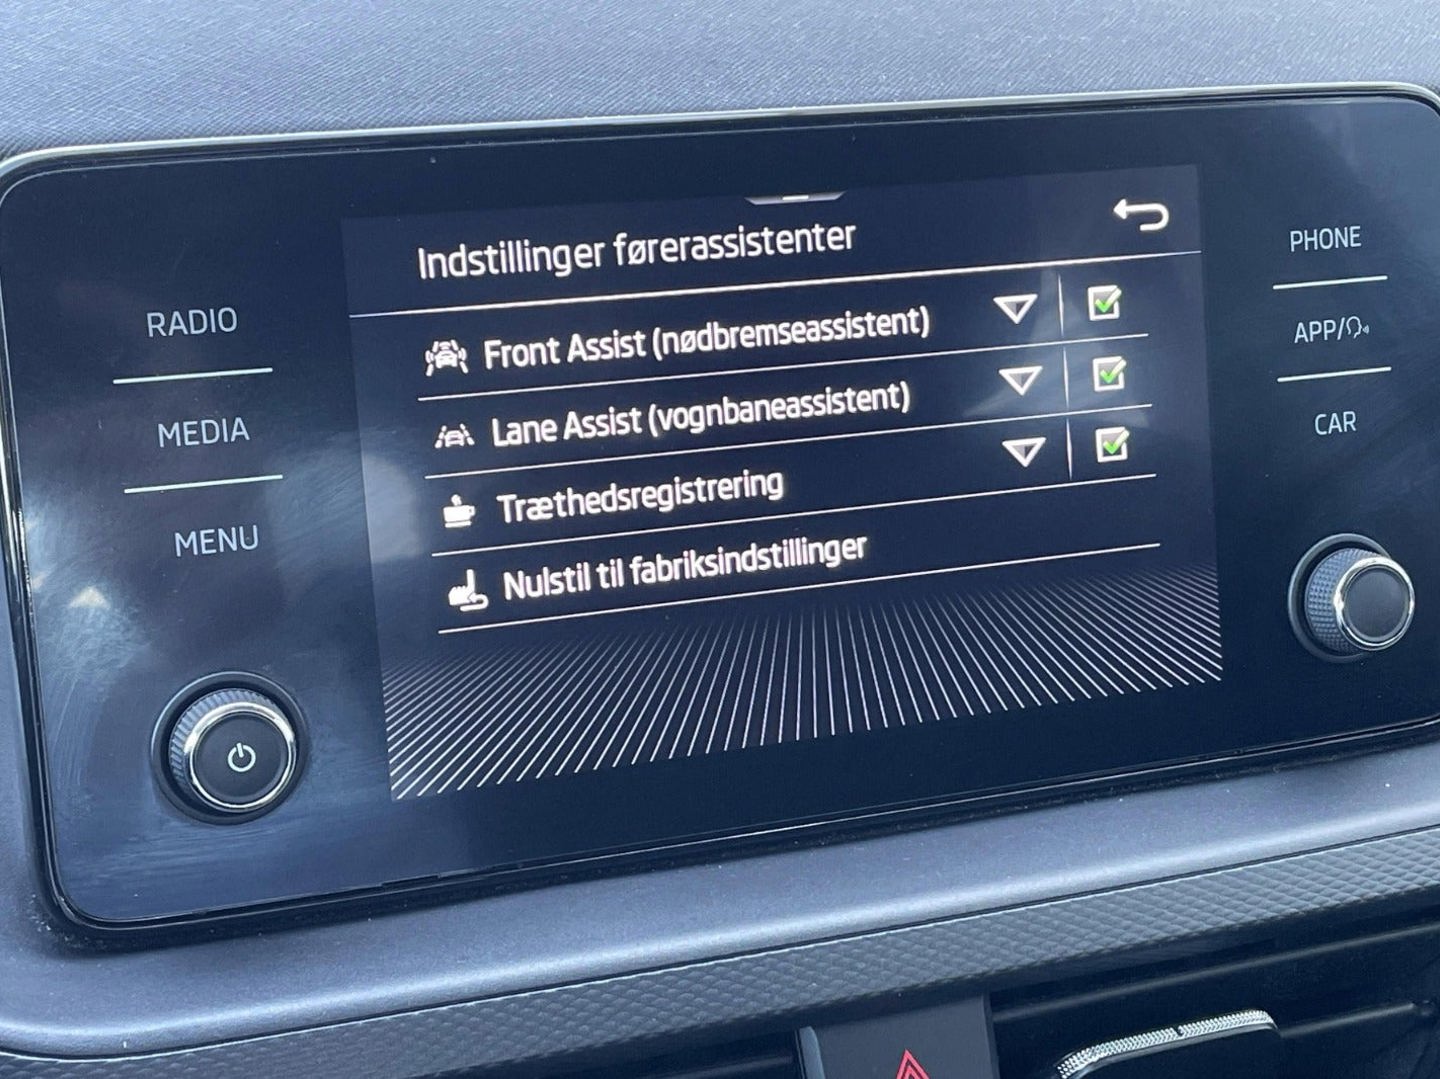 RADIO
MEDIA
MENU
Indstillinger førerassistenter
Front Assist (nødbremseassistent)
Lane Assist (vognbaneassistent)
Træthedsregistrering
Nulstil til fabriksindstillinger
PHONE
APP/
CAR